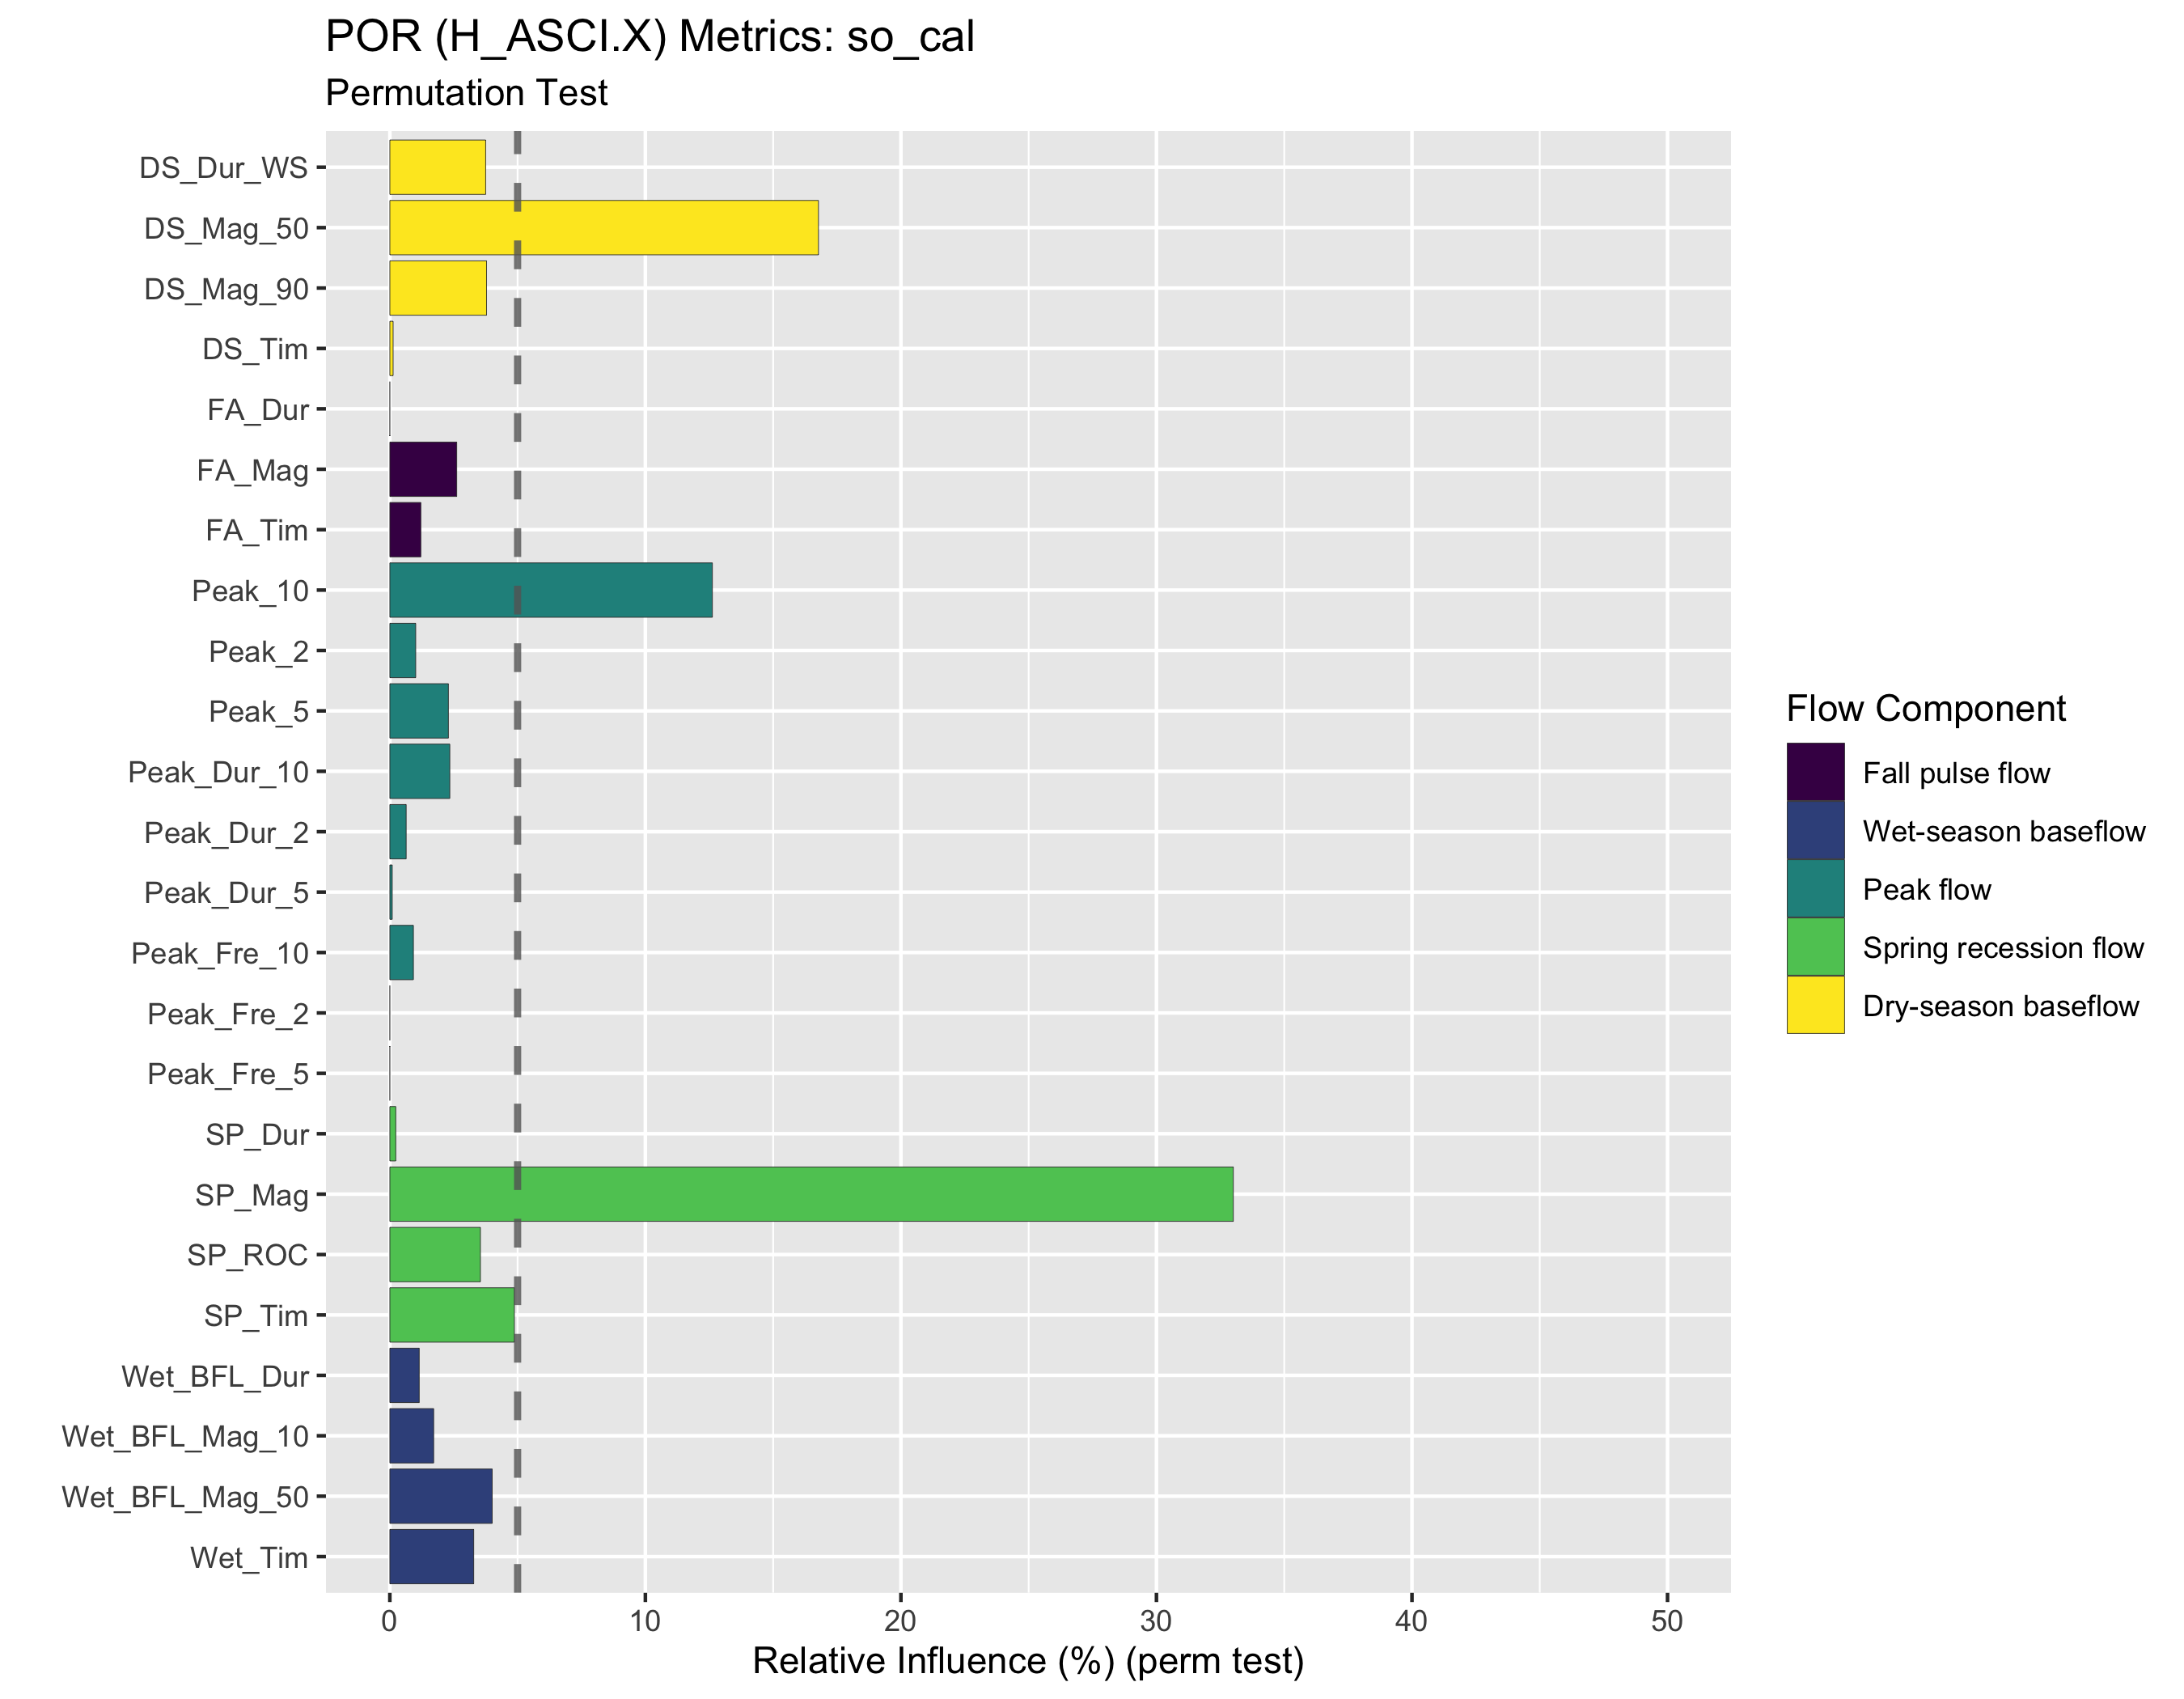 POR (H_ASCI.X) Metrics: so_cal
Permutation Test
DS_Dur_WS
DS_Mag_50
DS_Mag_90
DS_Tim
FA_Dur
FA_Mag
FA_Tim
Peak_10
Peak_2
Peak_5
Peak_Dur_10
Peak_Dur_2
Peak_Dur_5
Peak_Fre_10
Peak_Fre_2
Peak_Fre_5
SP_Dur
SP_Mag
SP_ROC
SP_Tim
Wet_BFL_Dur
Wet_BFL_Mag_10
Wet_BFL_Mag_50
Wet_Tim
0 10 20 30 40 50
Relative Influence (%) (perm test)
Flow Component
Fall pulse flow
Wet-season baseflow
Peak flow
Spring recession flow
Dry-season baseflow